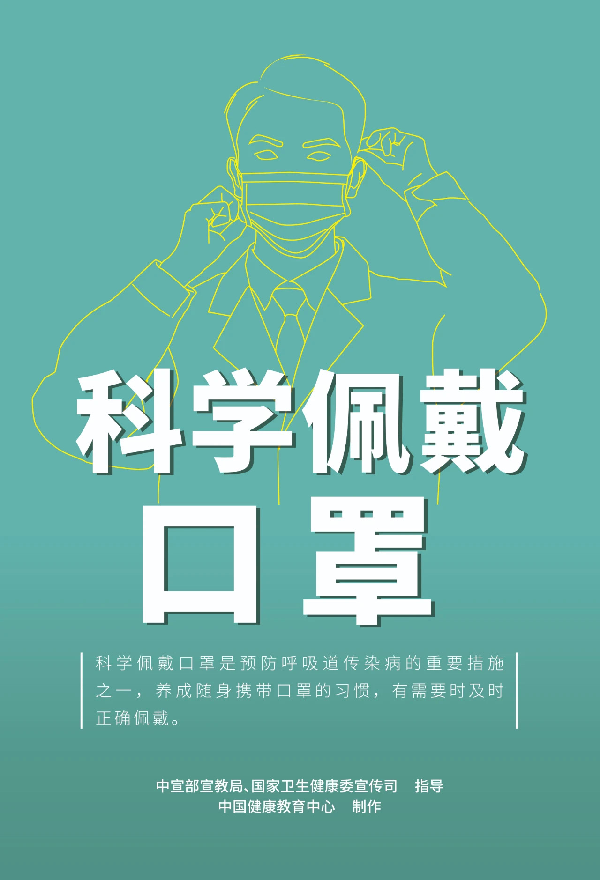 科学佩戴
口罩
科学佩戴口罩是预防呼吸道传染病的重要措施
之一，养成随身携带口罩的习惯，有需要时及时
正确佩戴。
中宣部宣教局、国家卫生健康委宣传司 指导
中国健康教育中心 制作